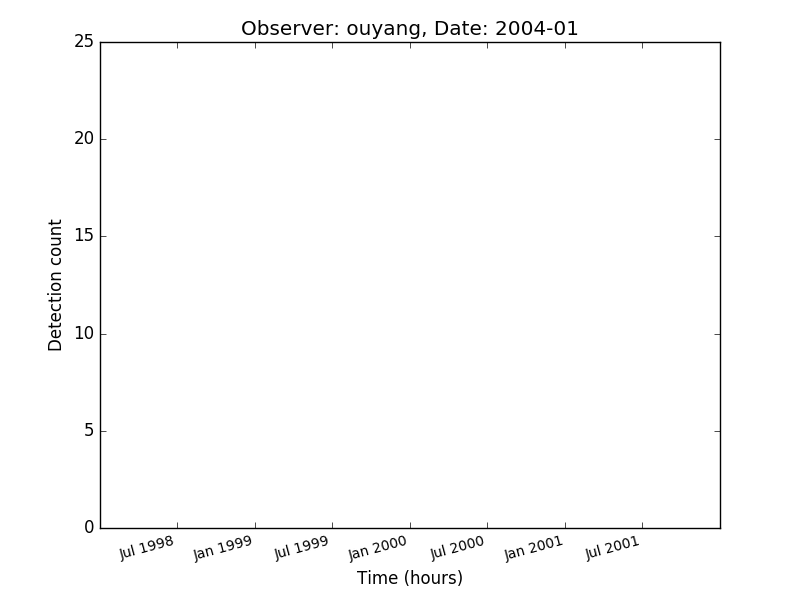 Observer: ouyang, Date: 2004-01
25
20
15
10
5
0
Detection count
Jul 1998
Jan 1999
Jul 1999
Jan 2000
Jul 2000
Jan 2001
Jul 2001
Time (hours)